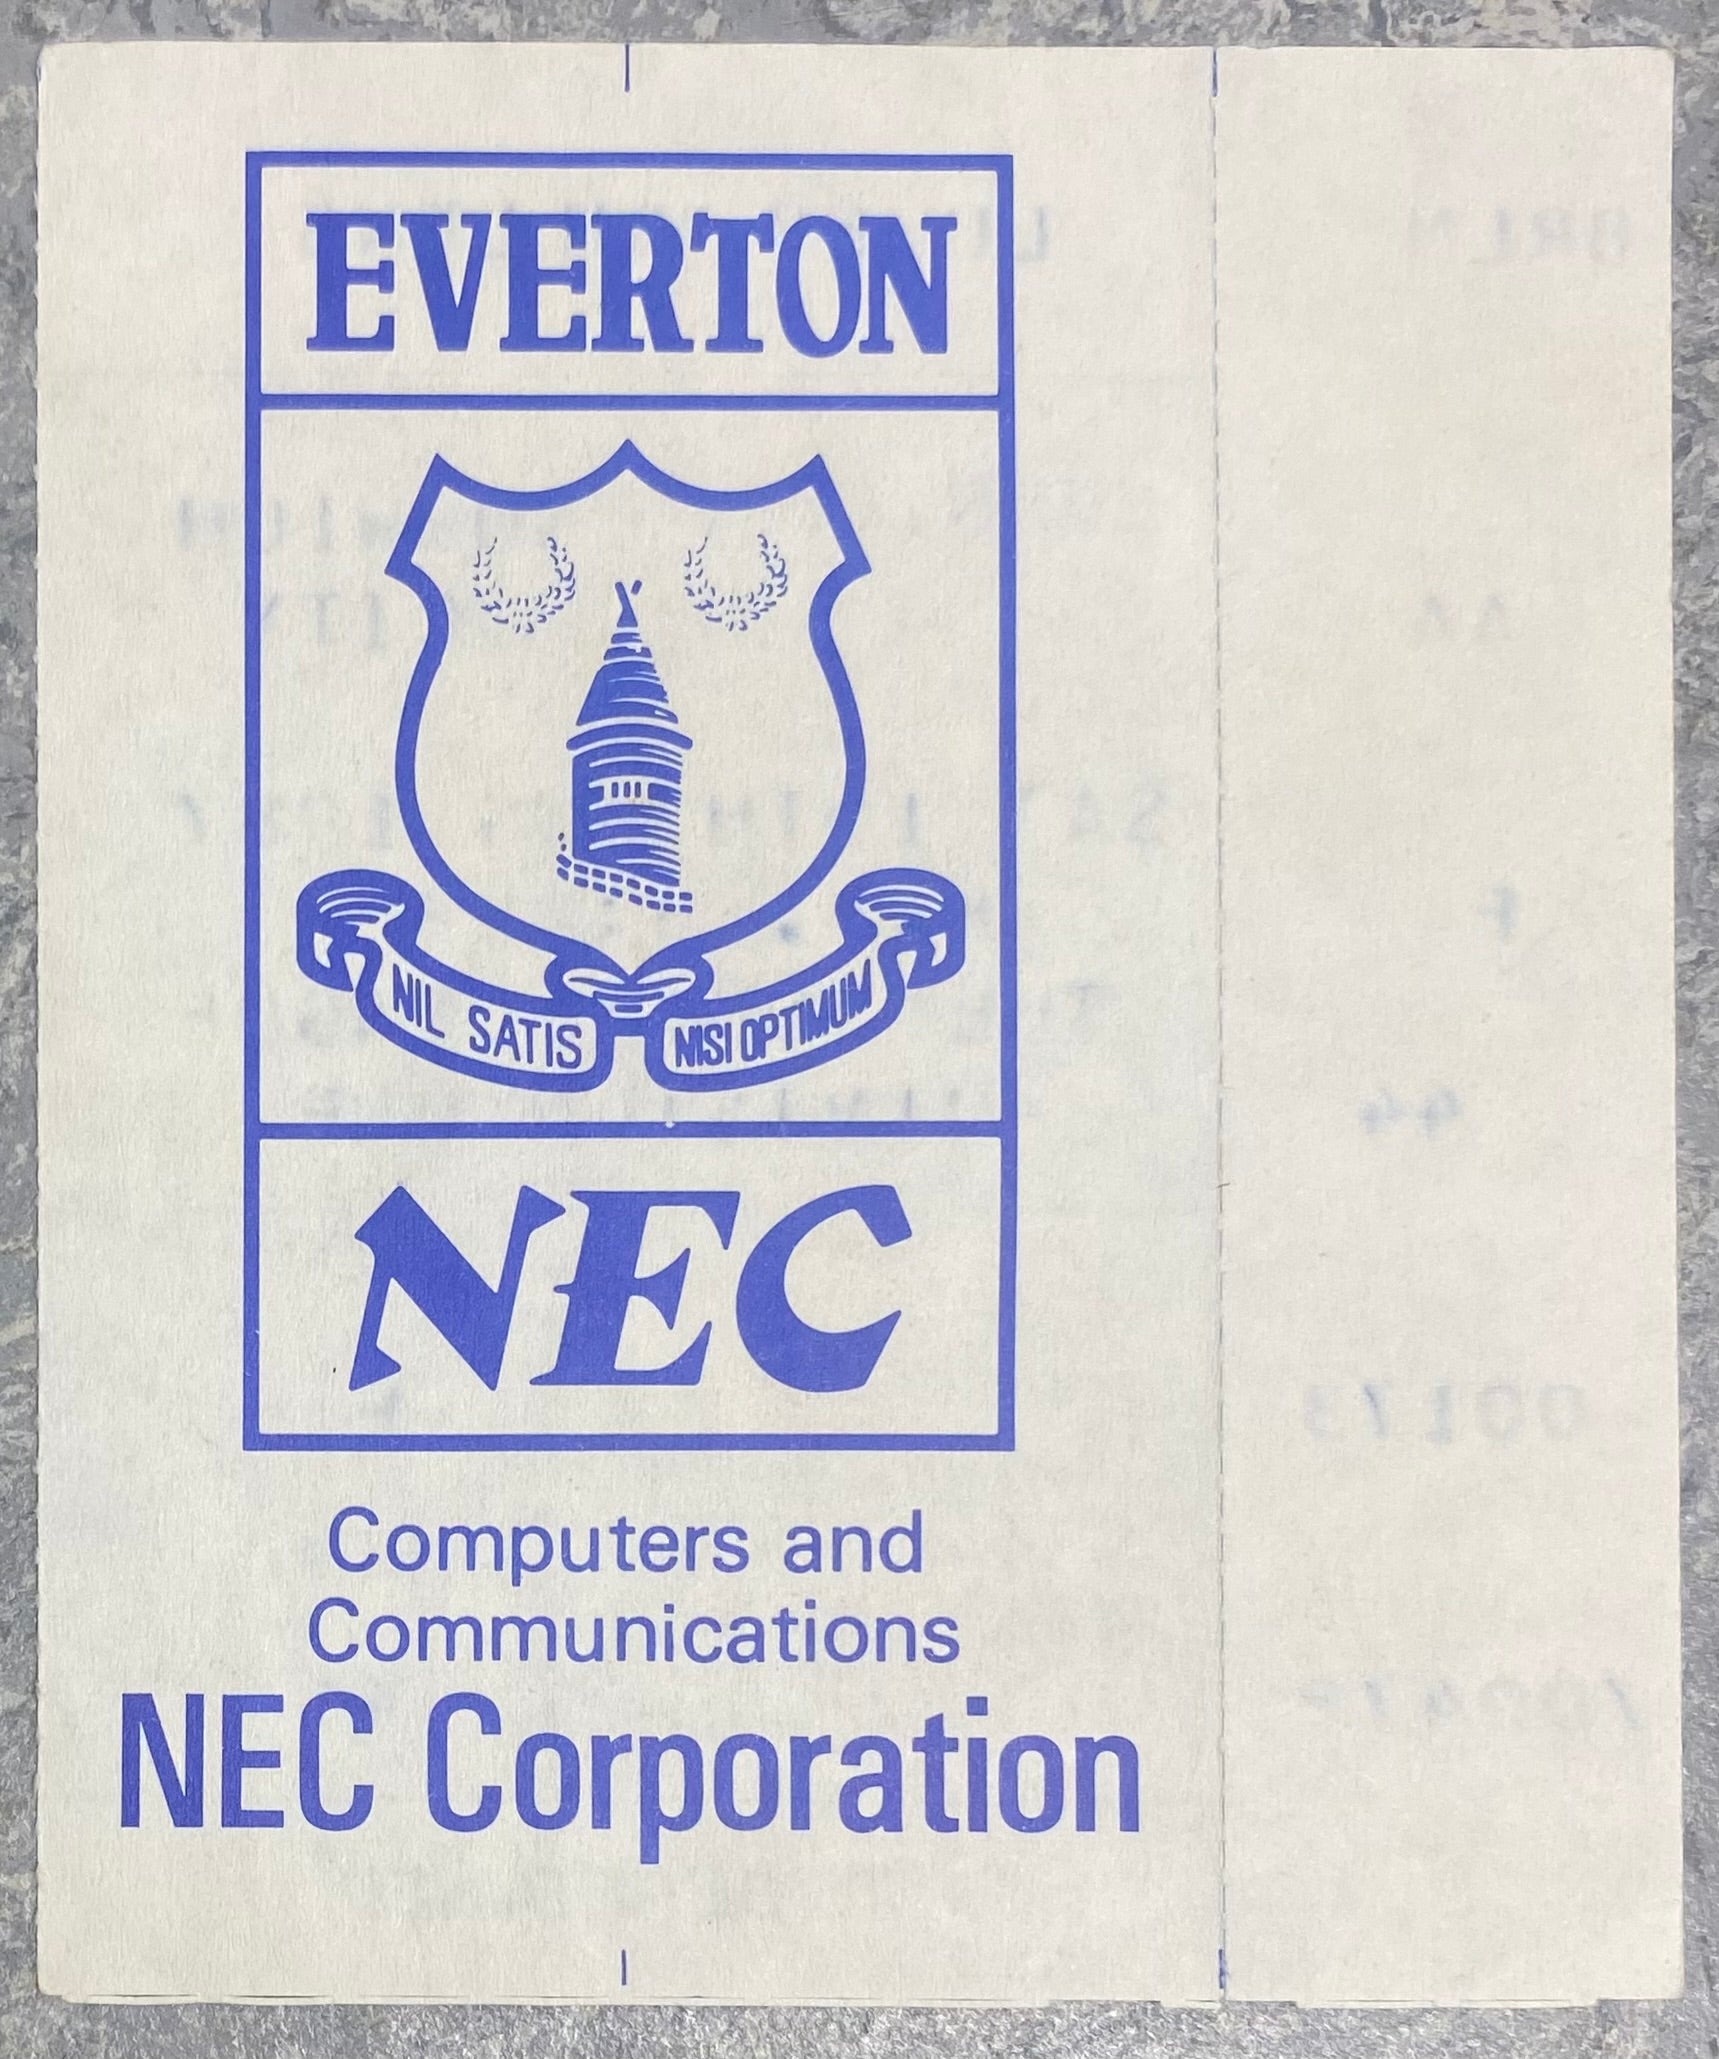 EVERTON
NIL SATIS NISI OPTIMUM
NEC
Computers and
Communications
NEC Corporation